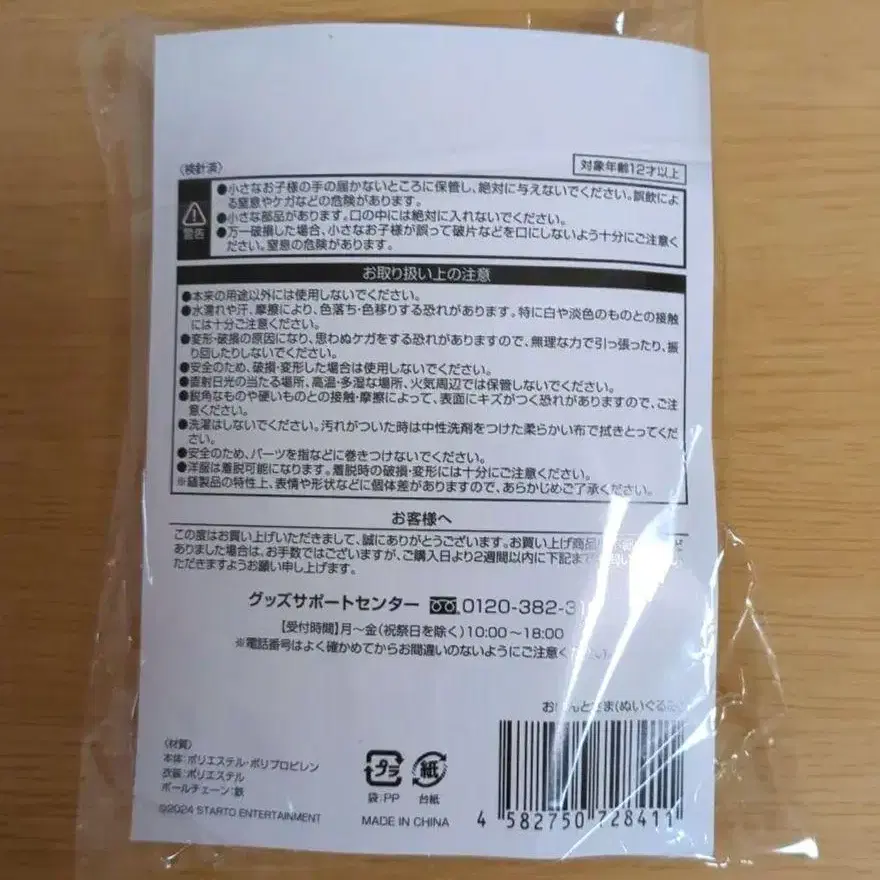 〈検針済〉
対象年齢12才以上
警告
●小さなお子様の手の届かないところに保管し、絶対に与えないでください。誤飲によ
る窒息やケガなどの危険があります。
●小さな部品があります。口の中には絶対に入れないでください。
●万一破損した場合、小さなお子様が誤って破片などを口にしないよう十分にご注意く
ださい。窒息の危険があります。
お取り扱い上の注意
●本来の用途以外には使用しないでください。
●水濡れや汗、摩擦により、色落ち・色移りする恐れがあります。特に白や淡色のものとの接触
には十分ご注意ください。
●変形・破損の原因になり、思わぬケガをする恐れがありますので、無理な力で引っ張ったり、振
り回したりしないでください。
●安全のため、破損・変形した場合は使用しないでください。
●直射日光の当たる場所、高温・多湿な場所、火気周辺では保管しないでください。
●鋭角なものや硬いものとの接触・摩擦によって、表面にキズがつく恐れがありますので、ご注
意ください。
●洗濯はしないでください。汚れがついた時は中性洗剤をつけた柔らかい布で拭きとってくだ
さい。
●安全のため、パーツを指などに巻きつけないでください。
●洋服は着脱可能になります。着脱時の破損・変形には十分にご注意ください。
※縫製品の特性上、表情や形状などに個体差がありますので、あらかじめご了承ください。
お客様へ
この度はお買い上げいただきまして、誠にありがとうございます。お買い上げ商品
ありました場合は、お手数ではございますが、ご購入日より2週間以内に下記まで
ただきますようお願い申し上げます。
グッズサポートセンター 0120-382-3
【受付時間】月〜金(祝祭日を除く)10:00〜18:00
※電話番号はよく確かめてからお間違いのないようにご注意ください
(ぬいぐるみ)
〈材質〉
本体:ポリエステル・ポリプロピレン
衣装:ポリエステル
ボールチェーン:鉄
©2024 STARTO ENTERTAINMENT
プラ
袋:PP
紙
台紙
MADE IN CHINA
4 582750 728411